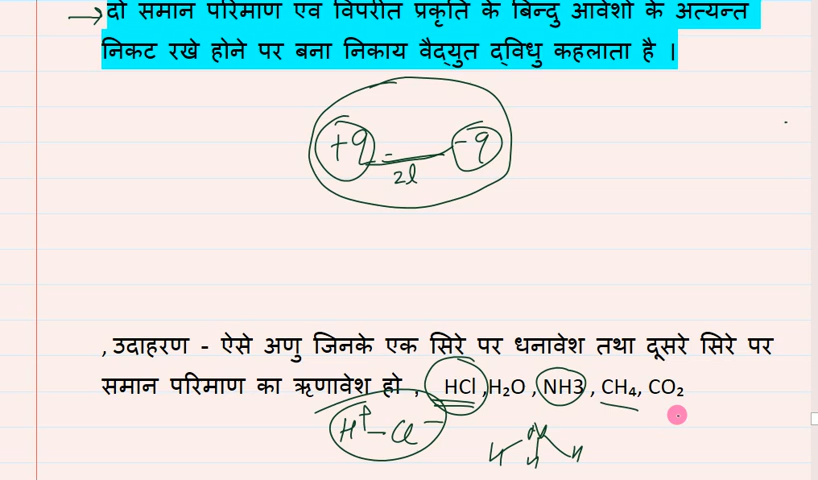 दो समान परिमाण एवं विपरीत प्रकृति के बिन्दु आवेशों के अत्यन्त
निकट रखे होने पर बना निकाय वैद्युत द्विधु कहलाता है ।
+q -q
2l
, उदाहरण - ऐसे अणु जिनके एक सिरे पर धनावेश तथा दूसरे सिरे पर
समान परिमाण का ऋणावेश हो , HCl, H₂O , NH3 , CH₄, CO₂
H⁺ - Cl⁻
H H H